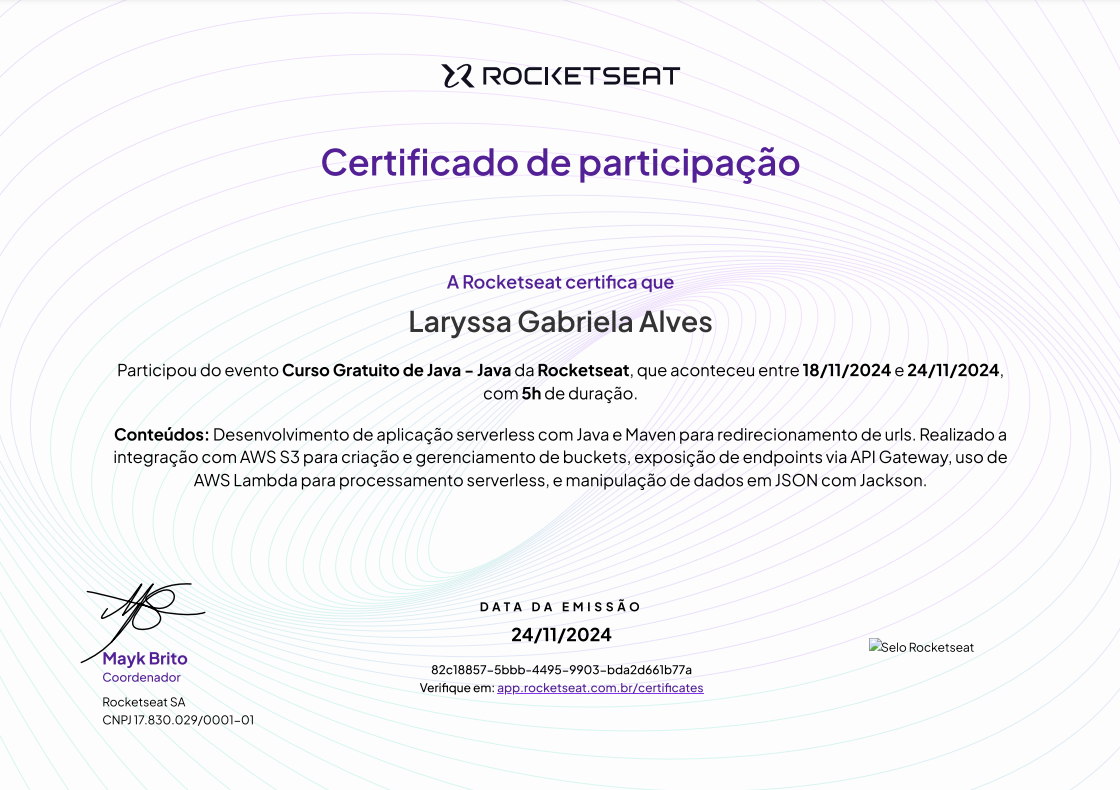 ROCKETSEAT
Certificado de participação
A Rocketseat certifica que
Laryssa Gabriela Alves
Participou do evento Curso Gratuito de Java - Java da Rocketseat, que aconteceu entre 18/11/2024 e 24/11/2024,
com 5h de duração.
Conteúdos: Desenvolvimento de aplicação serverless com Java e Maven para redirecionamento de urls. Realizado a
integração com AWS S3 para criação e gerenciamento de buckets, exposição de endpoints via API Gateway, uso de
AWS Lambda para processamento serverless, e manipulação de dados em JSON com Jackson.
Mayk Brito
Coordenador
Rocketseat SA
CNPJ 17.830.029/0001-01
DATA DA EMISSÃO
24/11/2024
82c18857-5bbb-4495-9903-bda2d661b77a
Verifique em: app.rocketseat.com.br/certificates
Selo Rocketseat